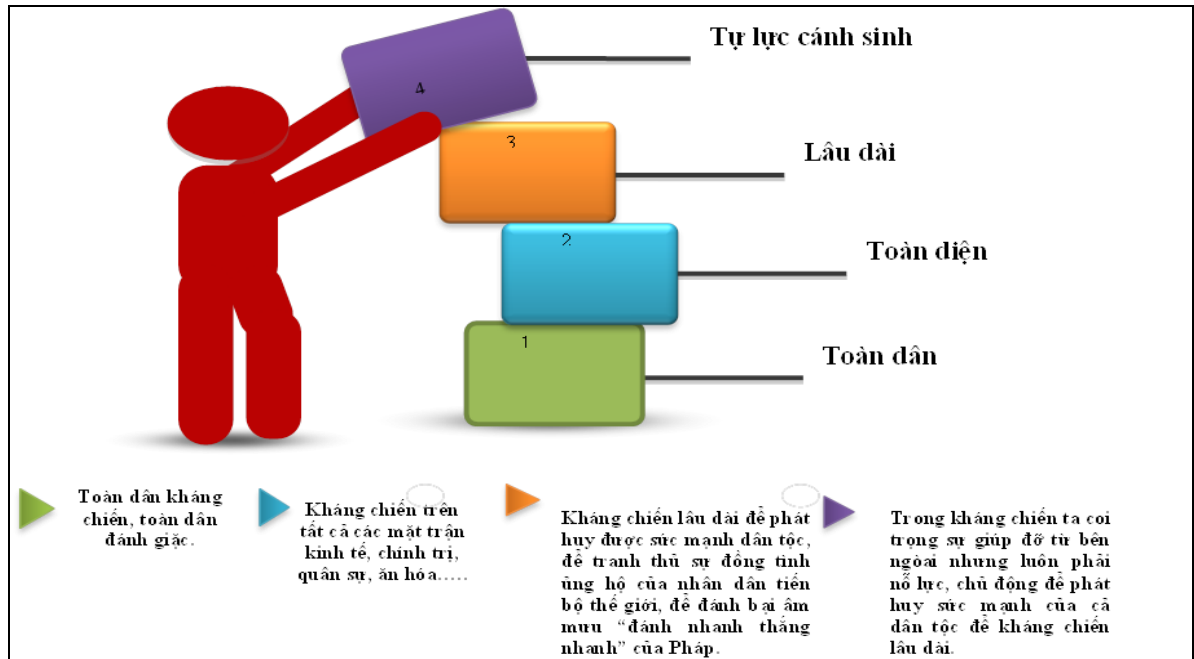 Tự lực cánh sinh
4
Lâu dài
3
Toàn diện
2
Toàn dân
1
Toàn dân kháng
chiến, toàn dân
đánh giặc.
Kháng chiến trên
tất cả các mặt trận
kinh tế, chính trị,
quân sự, ăn hóa.....
Kháng chiến lâu dài để phát
huy được sức mạnh dân tộc,
để tranh thủ sự đồng tình
ủng hộ của nhân dân tiến
bộ thế giới, để đánh bại âm
mưu “đánh nhanh thắng
nhanh” của Pháp.
Trong kháng chiến ta coi
trọng sự giúp đỡ từ bên
ngoài nhưng luôn phải
nỗ lực, chủ động để phát
huy sức mạnh của cả
dân tộc để kháng chiến
lâu dài.